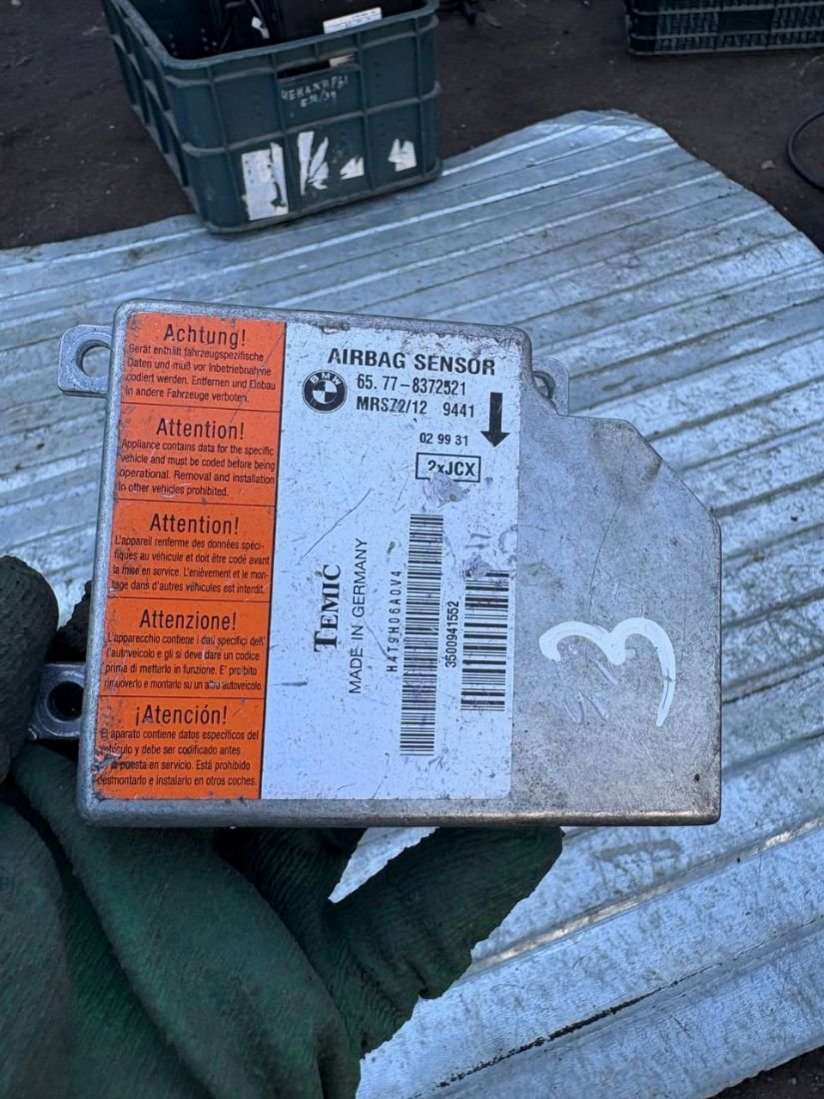 Achtung!
Gerät enthält fahrzeugspezifische
Daten und muß vor Inbetriebnahme
codiert werden. Entfernen und Einbau
in andere Fahrzeuge verboten.
Attention!
Appliance contains data for the specific
vehicle and must be coded before being
operational. Removal and installation
in other vehicles prohibited.
Attention!
L'appareil renferme des données spéci-
fiques au véhicule et doit être codé avant
la mise en service. L'enlèvement et le mon-
tage dans d'autres véhicules est interdit.
Attenzione!
L'apparecchio contiene i dati specifici dell'
autoveicolo e gli si deve dare un codice
prima di metterlo in funzione. E' proibito
rimuoverlo e montarlo su un altro autoveicolo.
¡Atención!
El aparato contiene datos específicos del
vehículo y debe ser codificado antes
la puesta en servicio. Está prohibido
desmontarlo e instalarlo en otros coches.
AIRBAG SENSOR
BMW
65.77-8372521
MRSZ2/12 9441
02 99 31
2xJCX
TEMIC
MADE IN GERMANY
H4T9H06A0V4
3500941552
3